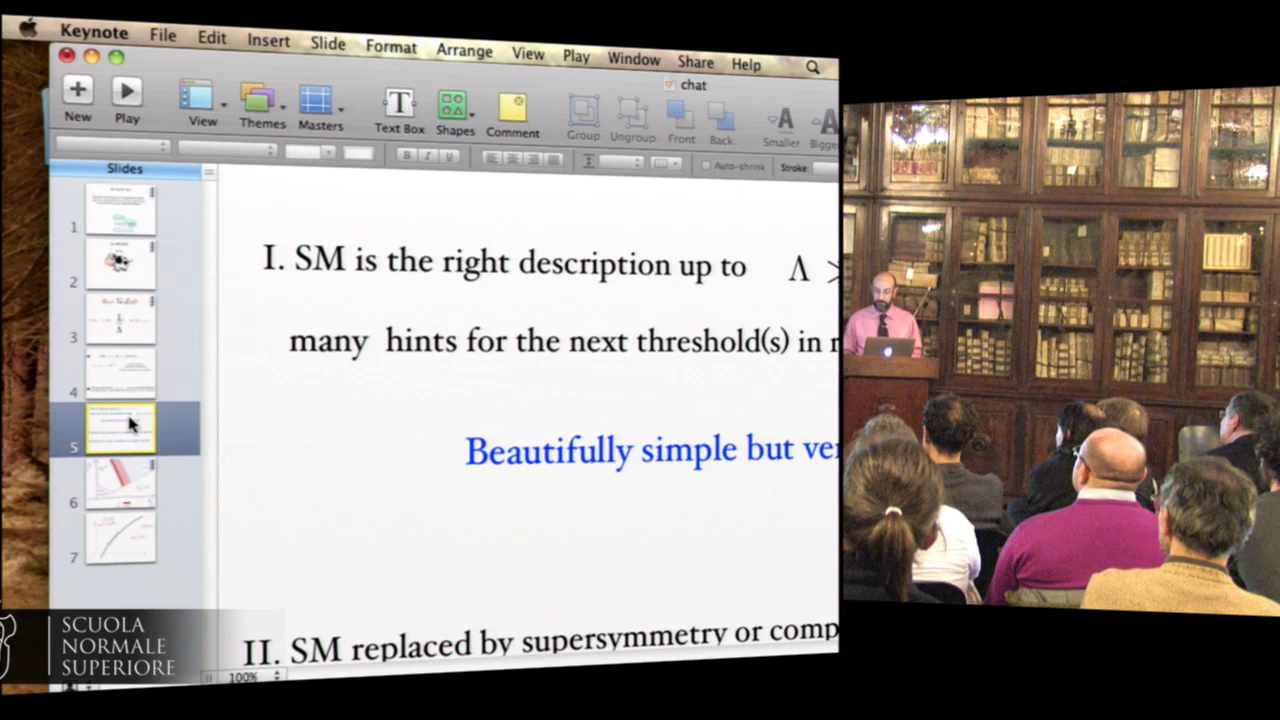 Keynote File Edit Insert Slide Format Arrange View Play Window Share Help
chat
New Play View Themes Masters Text Box Shapes Comment Group Ungroup Front Back Smaller Bigge
B I U Auto-shrink Stroke:
Slides
1
2
3
4
5
6
7
I. SM is the right description up to Λ >
many hints for the next threshold(s) in
Beautifully simple but ve
II. SM replaced by supersymmetry or comp
100%
SCUOLA
NORMALE
SUPERIORE